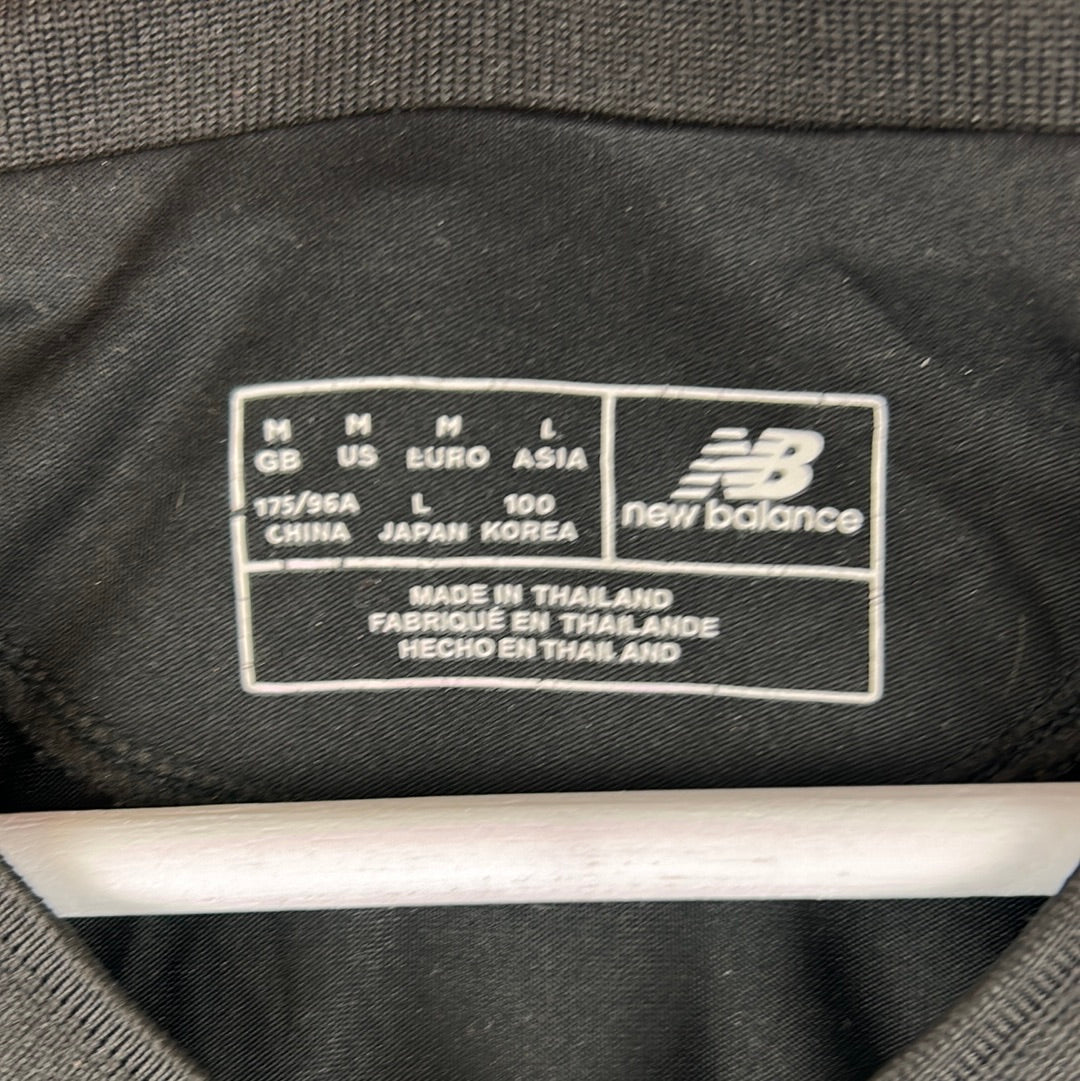 M M M L
GB US EURO ASIA
175/96A L 100
CHINA JAPAN KOREA
NB
new balance
MADE IN THAILAND
FABRIQUÉ EN THAILANDE
HECHO EN THAILAND